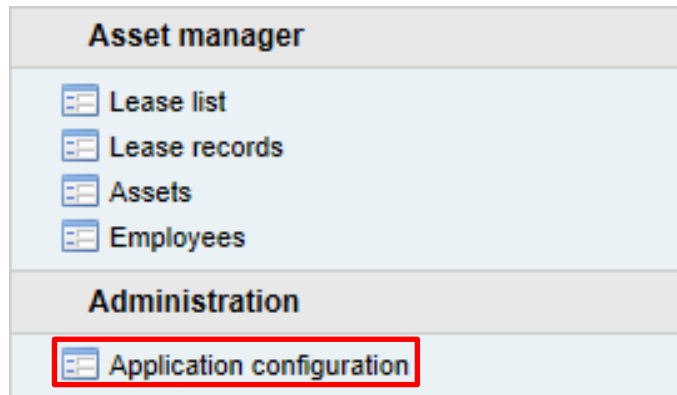 Asset manager
Lease list
Lease records
Assets
Employees
Administration
Application configuration